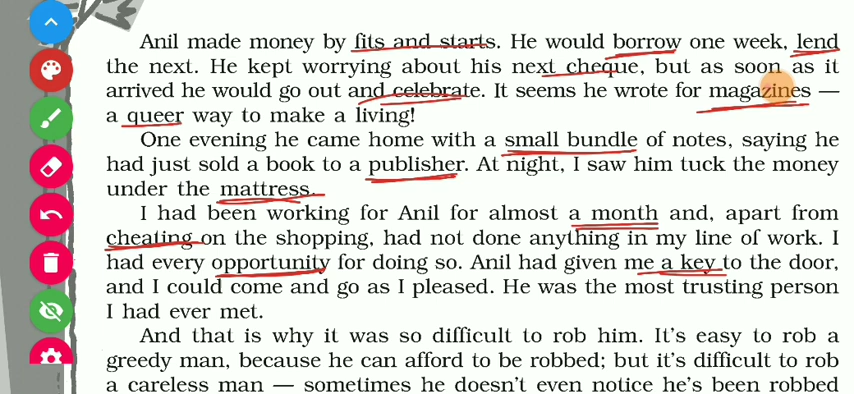 Anil made money by fits and starts. He would borrow one week, lend
the next. He kept worrying about his next cheque, but as soon as it
arrived he would go out and celebrate. It seems he wrote for magazines —
a queer way to make a living!
One evening he came home with a small bundle of notes, saying he
had just sold a book to a publisher. At night, I saw him tuck the money
under the mattress.
I had been working for Anil for almost a month and, apart from
cheating on the shopping, had not done anything in my line of work. I
had every opportunity for doing so. Anil had given me a key to the door,
and I could come and go as I pleased. He was the most trusting person
I had ever met.
And that is why it was so difficult to rob him. It's easy to rob a
greedy man, because he can afford to be robbed; but it's difficult to rob
a careless man — sometimes he doesn't even notice he's been robbed